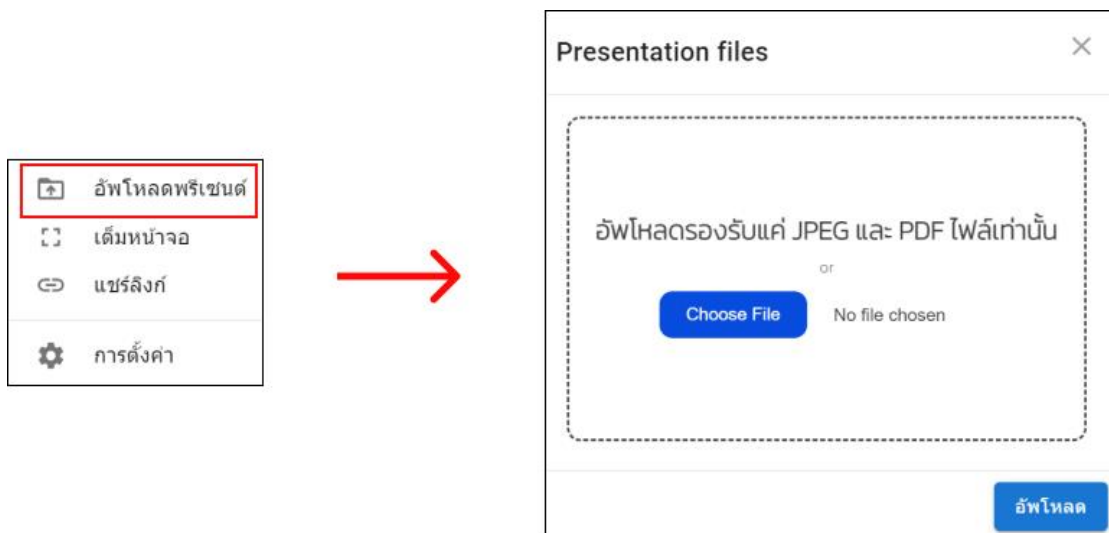 อัพโหลดพรีเซนต์
เต็มหน้าจอ
แชร์ลิงก์
การตั้งค่า
Presentation files
อัพโหลดรองรับแค่ JPEG และ PDF ไฟล์เท่านั้น
or
Choose File No file chosen
อัพโหลด